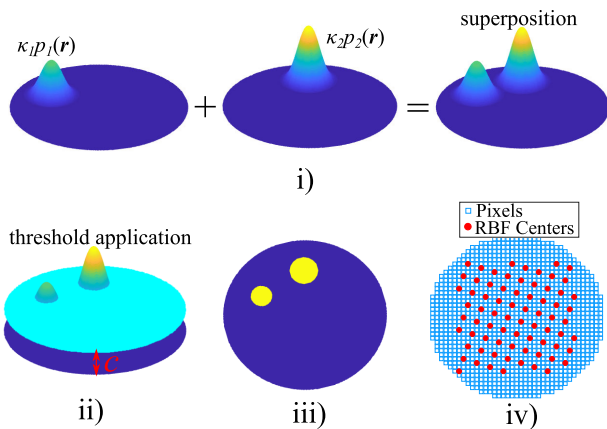 κ₁p₁(r)
+
κ₂p₂(r)
=
superposition
i)
threshold application
C
ii)
iii)
Pixels
RBF Centers
iv)